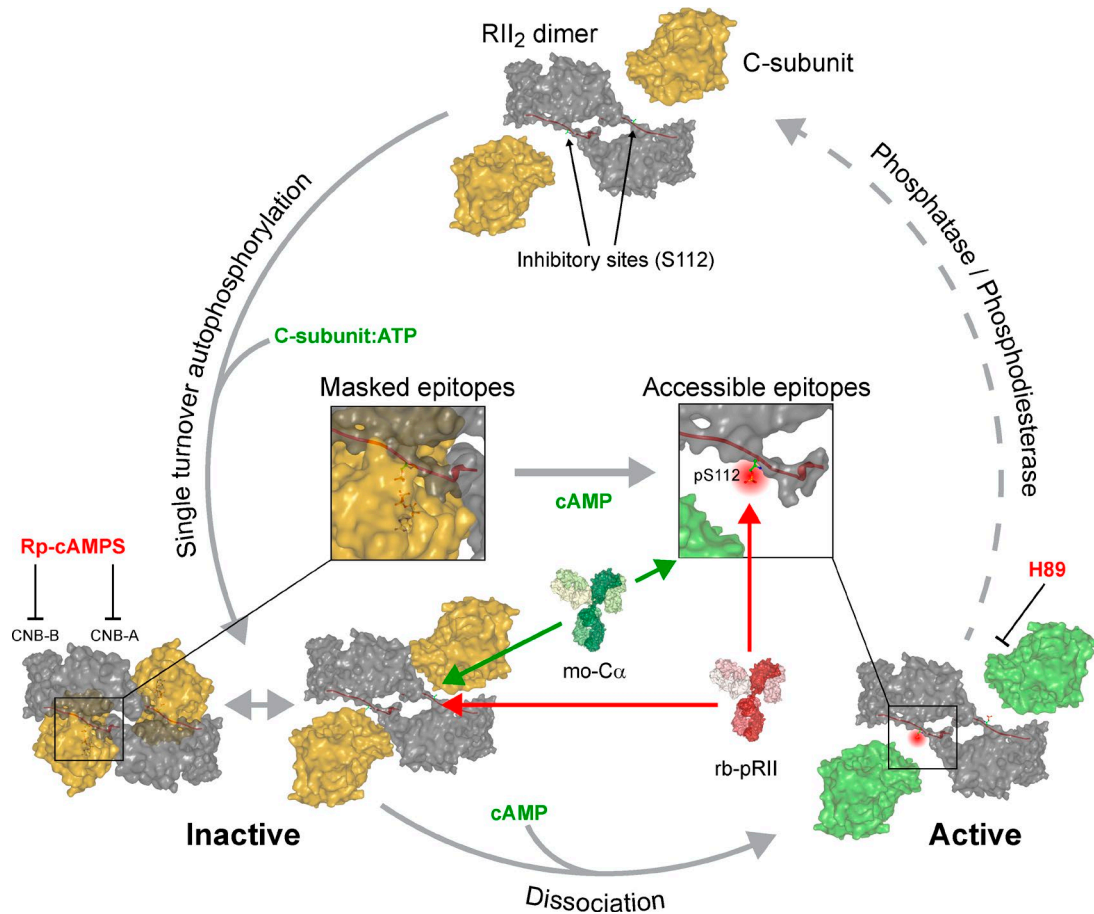 RII₂ dimer
C-subunit
Inhibitory sites (S112)
Single turnover autophosphorylation
Phosphatase / Phosphodiesterase
C-subunit:ATP
Masked epitopes
Accessible epitopes
pS112
cAMP
Rp-cAMPS
CNB-B
CNB-A
H89
mo-Cα
rb-pRII
Inactive
cAMP
Active
Dissociation